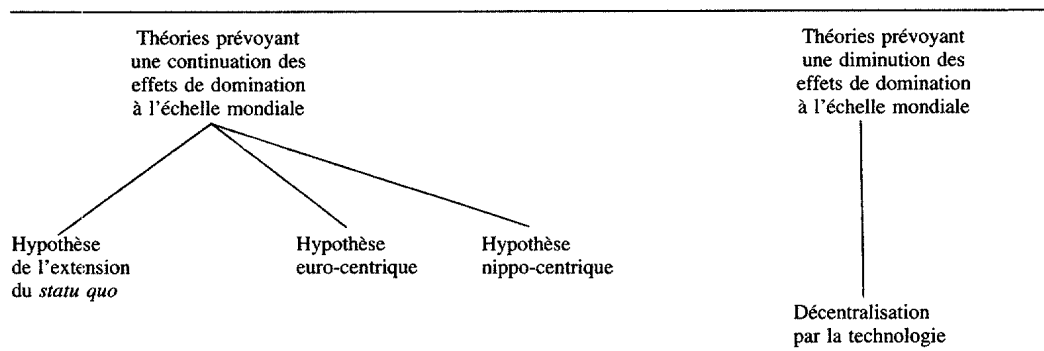 Théories prévoyant
une continuation des
effets de domination
à l'échelle mondiale
Théories prévoyant
une diminution des
effets de domination
à l'échelle mondiale
Hypothèse
de l'extension
du statu quo
Hypothèse
euro-centrique
Hypothèse
nippo-centrique
Décentralisation
par la technologie